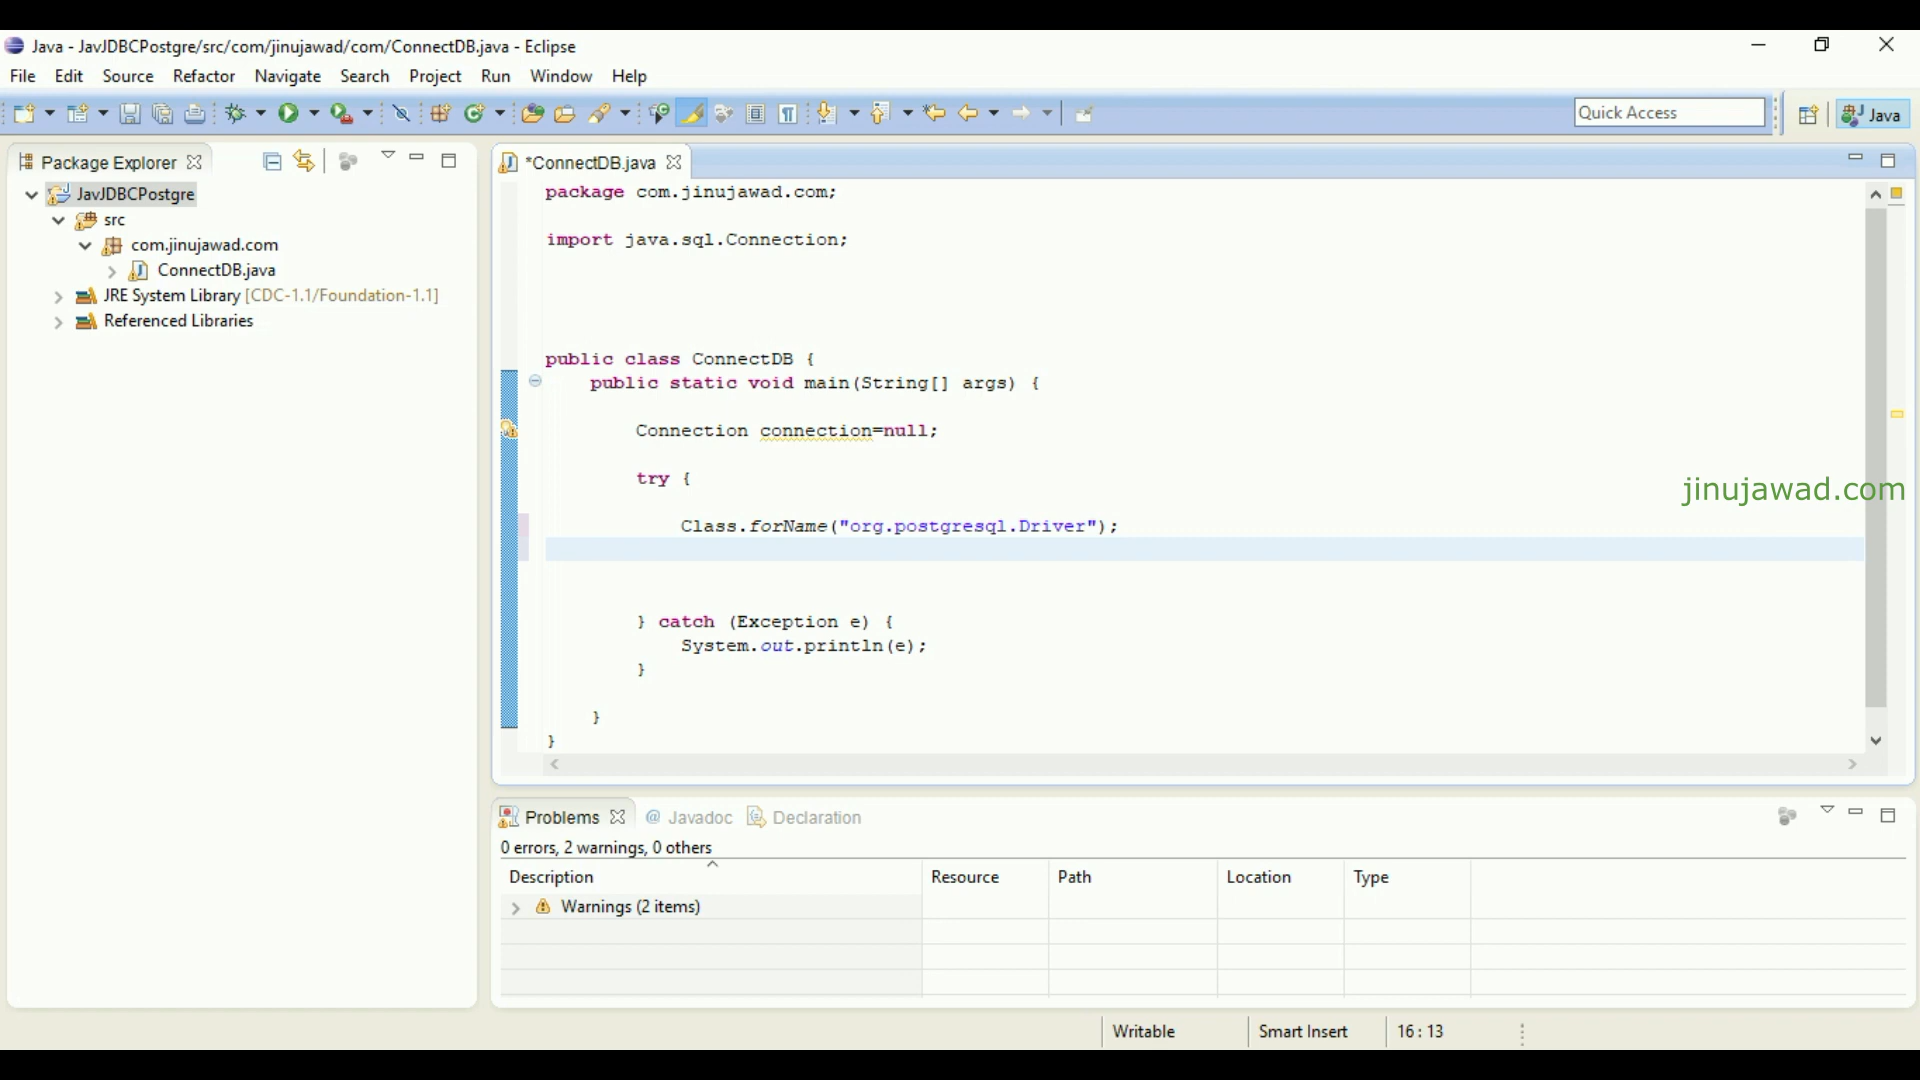 Java - JavJDBCPostgre/src/com/jinujawad/com/ConnectDB.java - Eclipse
File Edit Source Refactor Navigate Search Project Run Window Help
Quick Access
Java
Package Explorer
JavJDBCPostgre
src
com.jinujawad.com
ConnectDB.java
JRE System Library [CDC-1.1/Foundation-1.1]
Referenced Libraries
*ConnectDB.java
package com.jinujawad.com;
import java.sql.Connection;
public class ConnectDB {
public static void main(String[] args) {
Connection connection=null;
try {
Class.forName("org.postgresql.Driver");
} catch (Exception e) {
System.out.println(e);
}
}
}
jinujawad.com
Problems @ Javadoc Declaration
0 errors, 2 warnings, 0 others
Description Resource Path Location Type
Warnings (2 items)
Writable Smart Insert 16 : 13